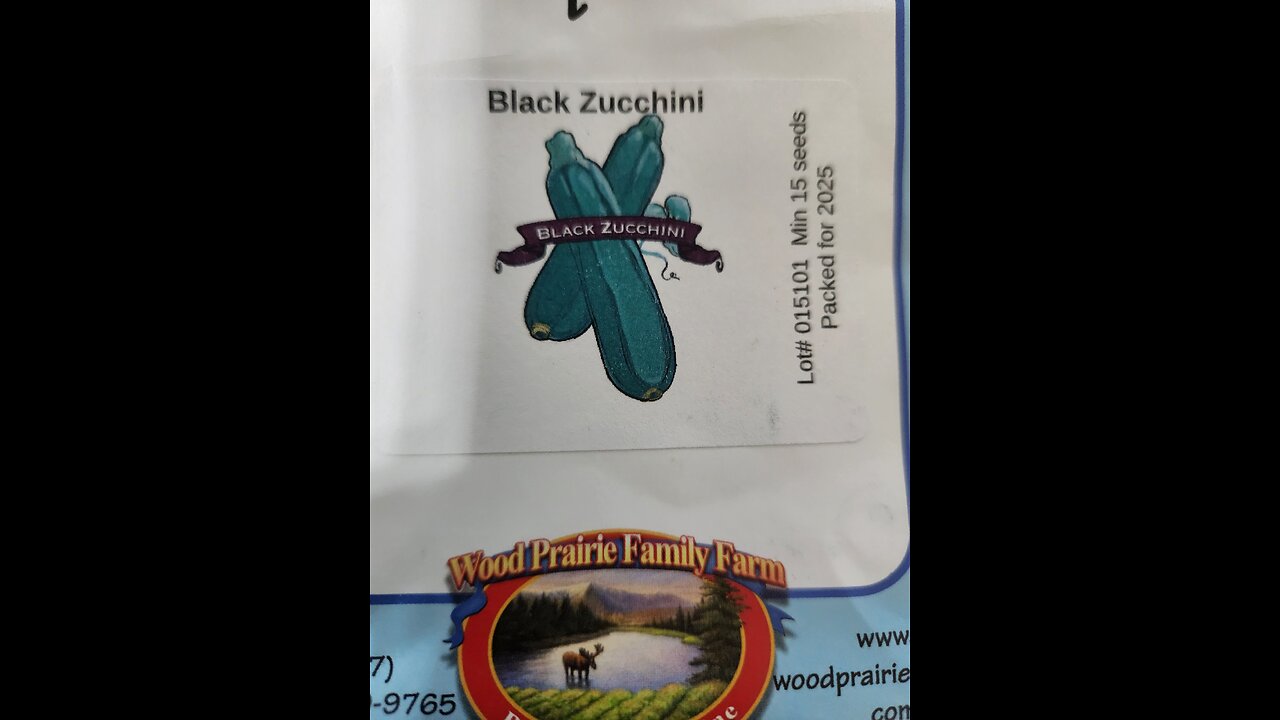 Black Zucchini
BLACK ZUCCHINI
Lot# 015101 Min 15 seeds
Packed for 2025
Wood Prairie Family Farm
7)
-9765
www
woodprairie
com